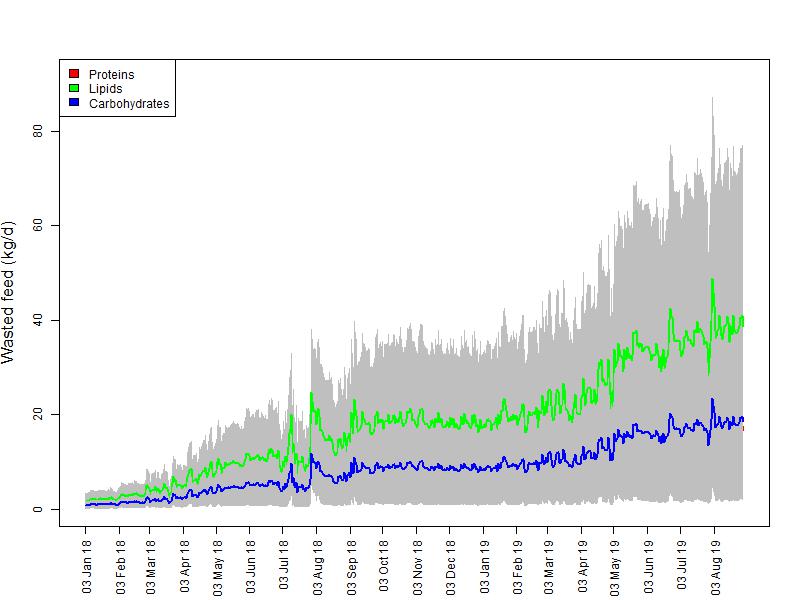 Proteins
Lipids
Carbohydrates
Wasted feed (kg/d)
80
60
40
20
0
03 Jan 18
03 Feb 18
03 Mar 18
03 Apr 18
03 May 18
03 Jun 18
03 Jul 18
03 Aug 18
03 Sep 18
03 Oct 18
03 Nov 18
03 Dec 18
03 Jan 19
03 Feb 19
03 Mar 19
03 Apr 19
03 May 19
03 Jun 19
03 Jul 19
03 Aug 19